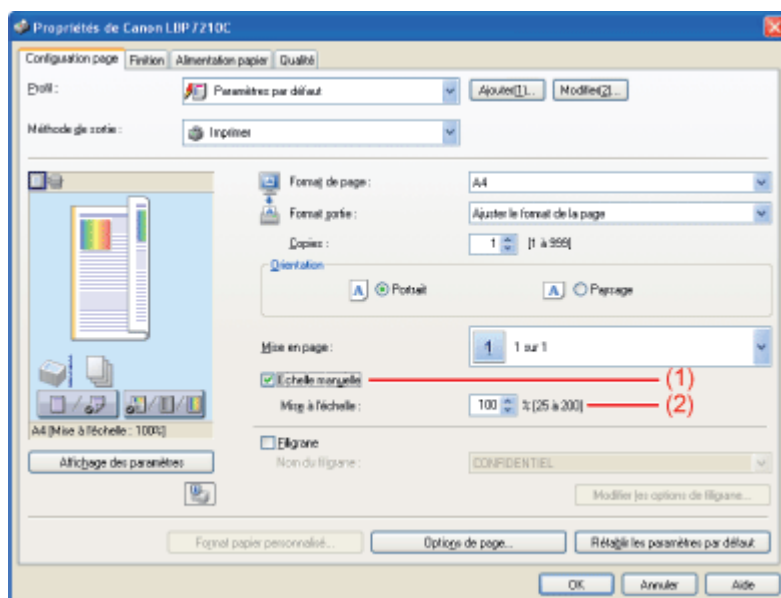 Propriétés de Canon LBP7210C
Configuration page Finition Alimentation papier Qualité
Profil : Paramètres par défaut Ajouter(1)... Modifier(2)...
Méthode de sortie : Imprimer
Format de page : A4
Format sortie : Ajuster le format de la page
Copies : 1 [1 à 999]
Orientation
A Portrait A Paysage
Mise en page : 1 1 sur 1
Echelle manuelle (1)
Mise à l'échelle : 100 % [25 à 200] (2)
A4 [Mise à l'échelle : 100%]
Filigrane
Affichage des paramètres
Nom du filigrane : CONFIDENTIEL
Modifier les options de filigrane...
Format papier personnalisé... Options de page... Rétablir les paramètres par défaut
OK Annuler Aide